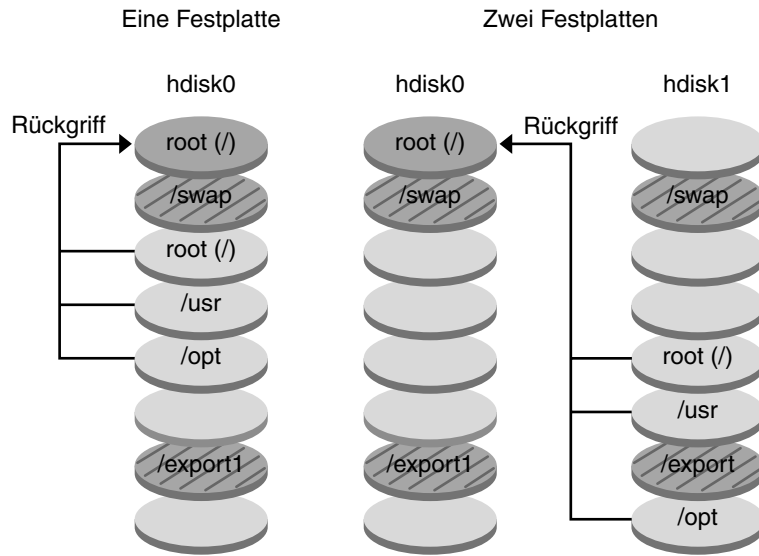 Eine Festplatte
Zwei Festplatten
hdisk0
hdisk0
hdisk1
Rückgriff
root (/)
root (/)
Rückgriff
/swap
/swap
/swap
root (/)
/usr
/opt
root (/)
/usr
/export1
/export1
/export
/opt